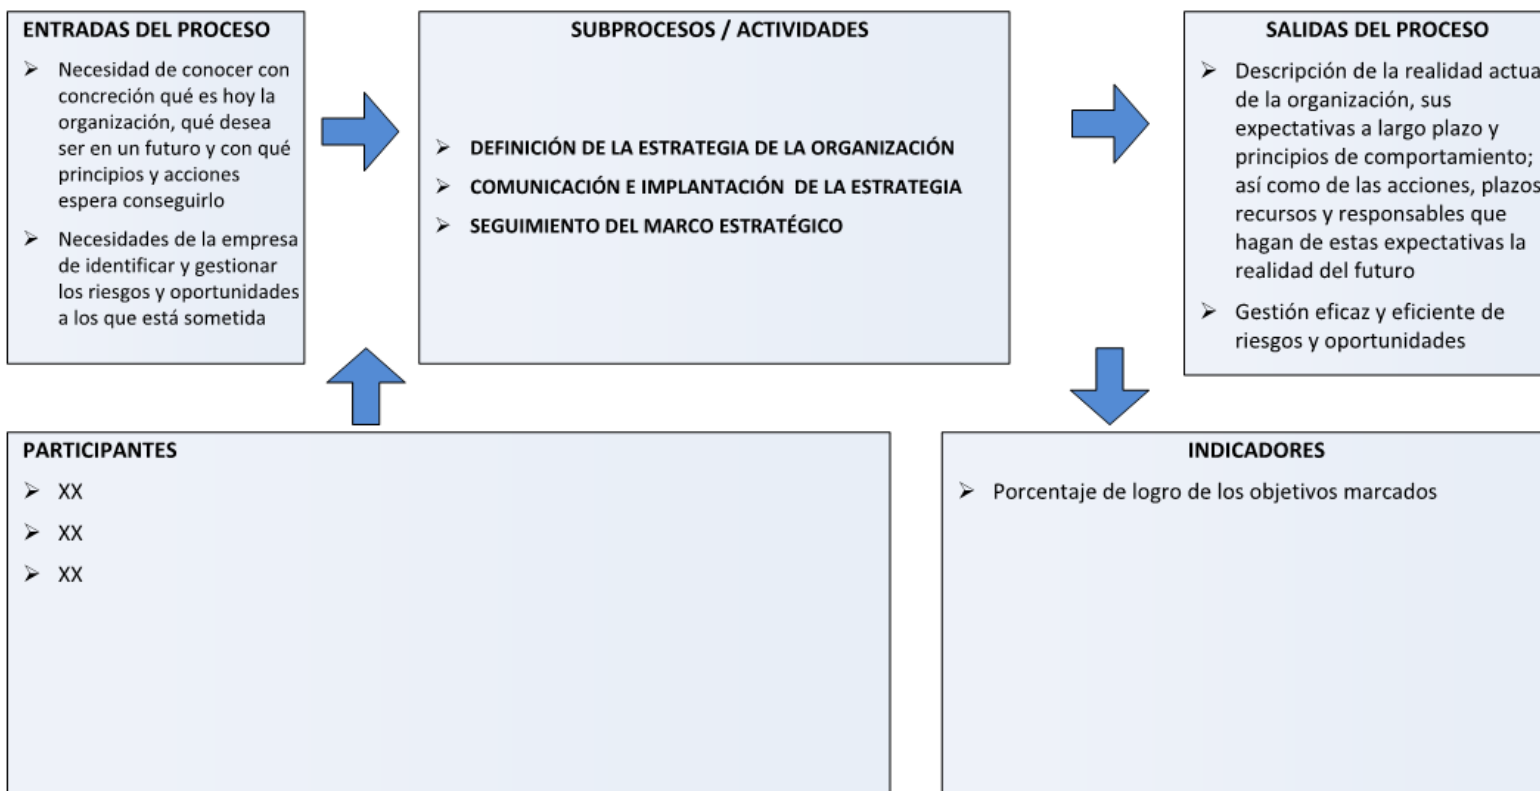 ENTRADAS DEL PROCESO
➢ Necesidad de conocer con
concreción qué es hoy la
organización, qué desea
ser en un futuro y con qué
principios y acciones
espera conseguirlo
➢ Necesidades de la empresa
de identificar y gestionar
los riesgos y oportunidades
a los que está sometida
SUBPROCESOS / ACTIVIDADES
➢ DEFINICIÓN DE LA ESTRATEGIA DE LA ORGANIZACIÓN
➢ COMUNICACIÓN E IMPLANTACIÓN DE LA ESTRATEGIA
➢ SEGUIMIENTO DEL MARCO ESTRATÉGICO
SALIDAS DEL PROCESO
➢ Descripción de la realidad actua
de la organización, sus
expectativas a largo plazo y
principios de comportamiento;
así como de las acciones, plazos
recursos y responsables que
hagan de estas expectativas la
realidad del futuro
➢ Gestión eficaz y eficiente de
riesgos y oportunidades
PARTICIPANTES
➢ XX
➢ XX
➢ XX
INDICADORES
➢ Porcentaje de logro de los objetivos marcados